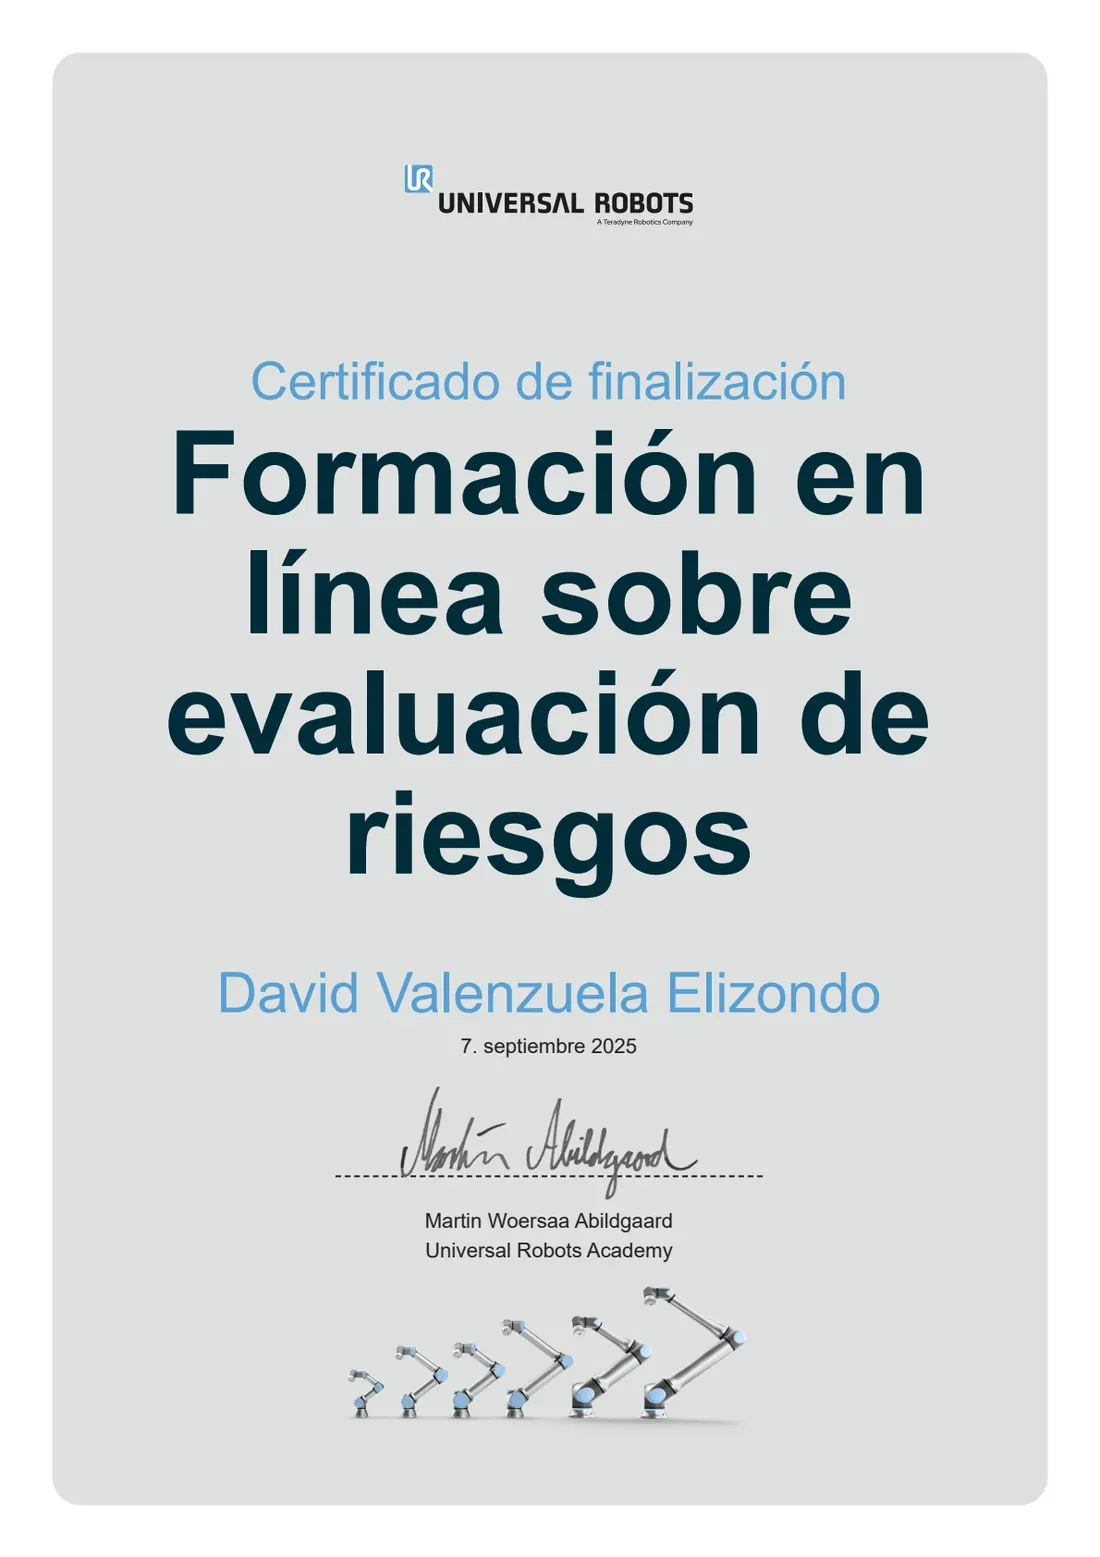 UR
UNIVERSAL ROBOTS
A Teradyne Robotics Company
Certificado de finalización
Formación en
línea sobre
evaluación de
riesgos
David Valenzuela Elizondo
7. septiembre 2025
Martin Abildgaard
Martin Woersaa Abildgaard
Universal Robots Academy